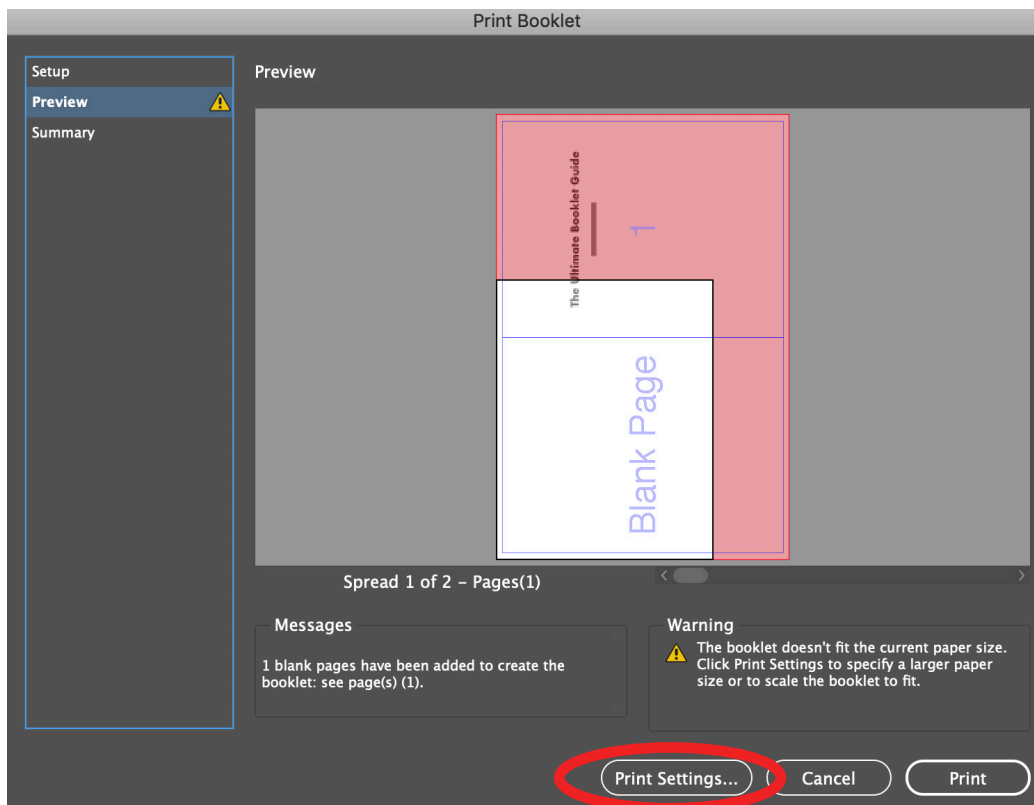 Print Booklet
Setup
Preview
Summary
Preview
The Ultimate Booklet Guide
1
Blank Page
Spread 1 of 2 – Pages(1)
Messages
1 blank pages have been added to create the
booklet: see page(s) (1).
Warning
The booklet doesn't fit the current paper size.
Click Print Settings to specify a larger paper
size or to scale the booklet to fit.
Print Settings...
Cancel
Print